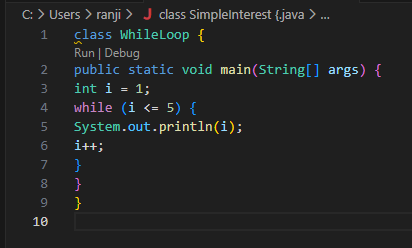 C: > Users > ranji > J class SimpleInterest {.java > ...
1 class WhileLoop {
Run | Debug
2 public static void main(String[] args) {
3 int i = 1;
4 while (i <= 5) {
5 System.out.println(i);
6 i++;
7 }
8 }
9 }
10